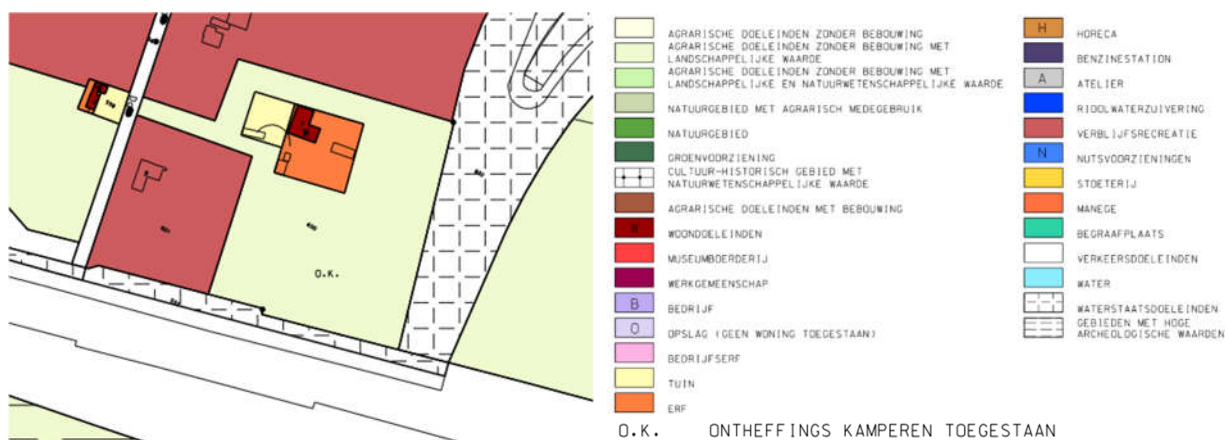 O.K.
AGRARISCHE DOELEINDEN ZONDER BEBOUWING
AGRARISCHE DOELEINDEN ZONDER BEBOUWING MET
LANDSCHAPPELIJKE WAARDE
AGRARISCHE DOELEINDEN ZONDER BEBOUWING MET
LANDSCHAPPELIJKE EN NATUURWETENSCHAPPELIJKE WAARDE
NATUURGEBIED MET AGRARISCH MEDEGEBRUIK
NATUURGEBIED
GROENVOORZIENING
CULTUUR-HISTORISCH GEBIED MET
NATUURWETENSCHAPPELIJKE WAARDE
AGRARISCHE DOELEINDEN MET BEBOUWING
WOONDOELEINDEN
MUSEUMBOERDERIJ
WERKGEMEENSCHAP
B BEDRIJF
O OPSLAG (GEEN WONING TOEGESTAAN)
BEDRIJFSERF
TUIN
ERF
H HORECA
BENZINESTATION
A ATELIER
RIOOLWATERZUIVERING
VERBLIJFSRECREATIE
N NUTSVOORZIENINGEN
STOETERIJ
MANEGE
BEGRAAFPLAATS
VERKEERSDOELEINDEN
WATER
WATERSTAATSDOELEINDEN
GEBIEDEN MET HOGE
ARCHEOLOGISCHE WAARDEN
O.K. ONTHEFFINGS KAMPEREN TOEGESTAAN